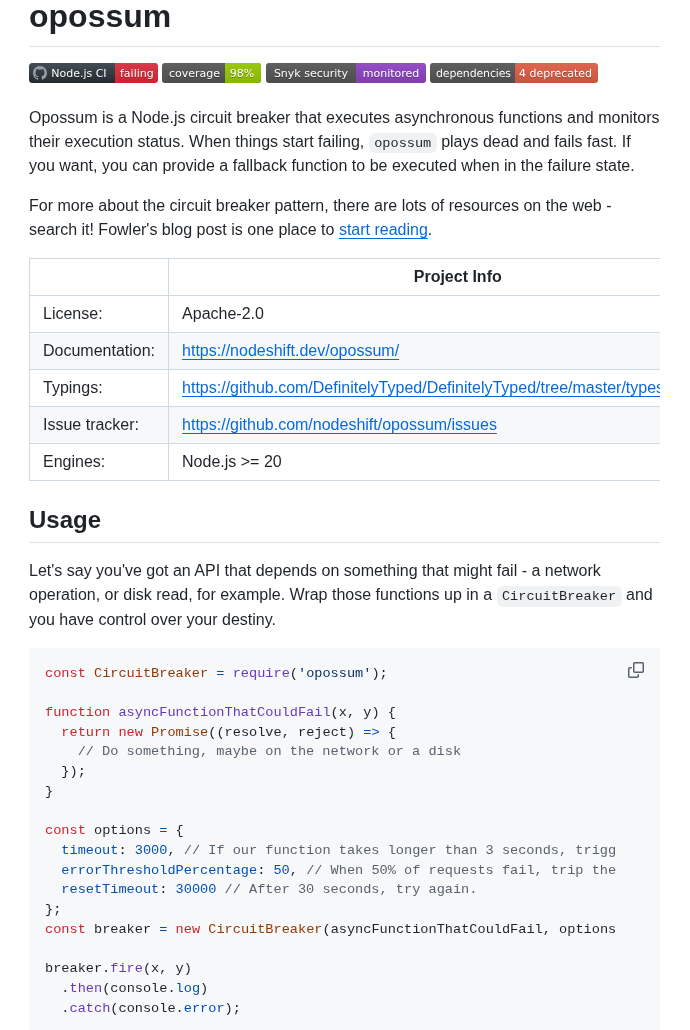 opossum
Node.js CI failing coverage 98% Snyk security monitored dependencies 4 deprecated
Opossum is a Node.js circuit breaker that executes asynchronous functions and monitors
their execution status. When things start failing, opossum plays dead and fails fast. If
you want, you can provide a fallback function to be executed when in the failure state.
For more about the circuit breaker pattern, there are lots of resources on the web -
search it! Fowler's blog post is one place to start reading.
Project Info
License: Apache-2.0
Documentation: https://nodeshift.dev/opossum/
Typings: https://github.com/DefinitelyTyped/DefinitelyTyped/tree/master/types
Issue tracker: https://github.com/nodeshift/opossum/issues
Engines: Node.js >= 20
Usage
Let's say you've got an API that depends on something that might fail - a network
operation, or disk read, for example. Wrap those functions up in a CircuitBreaker and
you have control over your destiny.
const CircuitBreaker = require('opossum');
function asyncFunctionThatCouldFail(x, y) {
  return new Promise((resolve, reject) => {
    // Do something, maybe on the network or a disk
  });
}
const options = {
  timeout: 3000, // If our function takes longer than 3 seconds, trigg
  errorThresholdPercentage: 50, // When 50% of requests fail, trip the
  resetTimeout: 30000 // After 30 seconds, try again.
};
const breaker = new CircuitBreaker(asyncFunctionThatCouldFail, options
breaker.fire(x, y)
  .then(console.log)
  .catch(console.error);